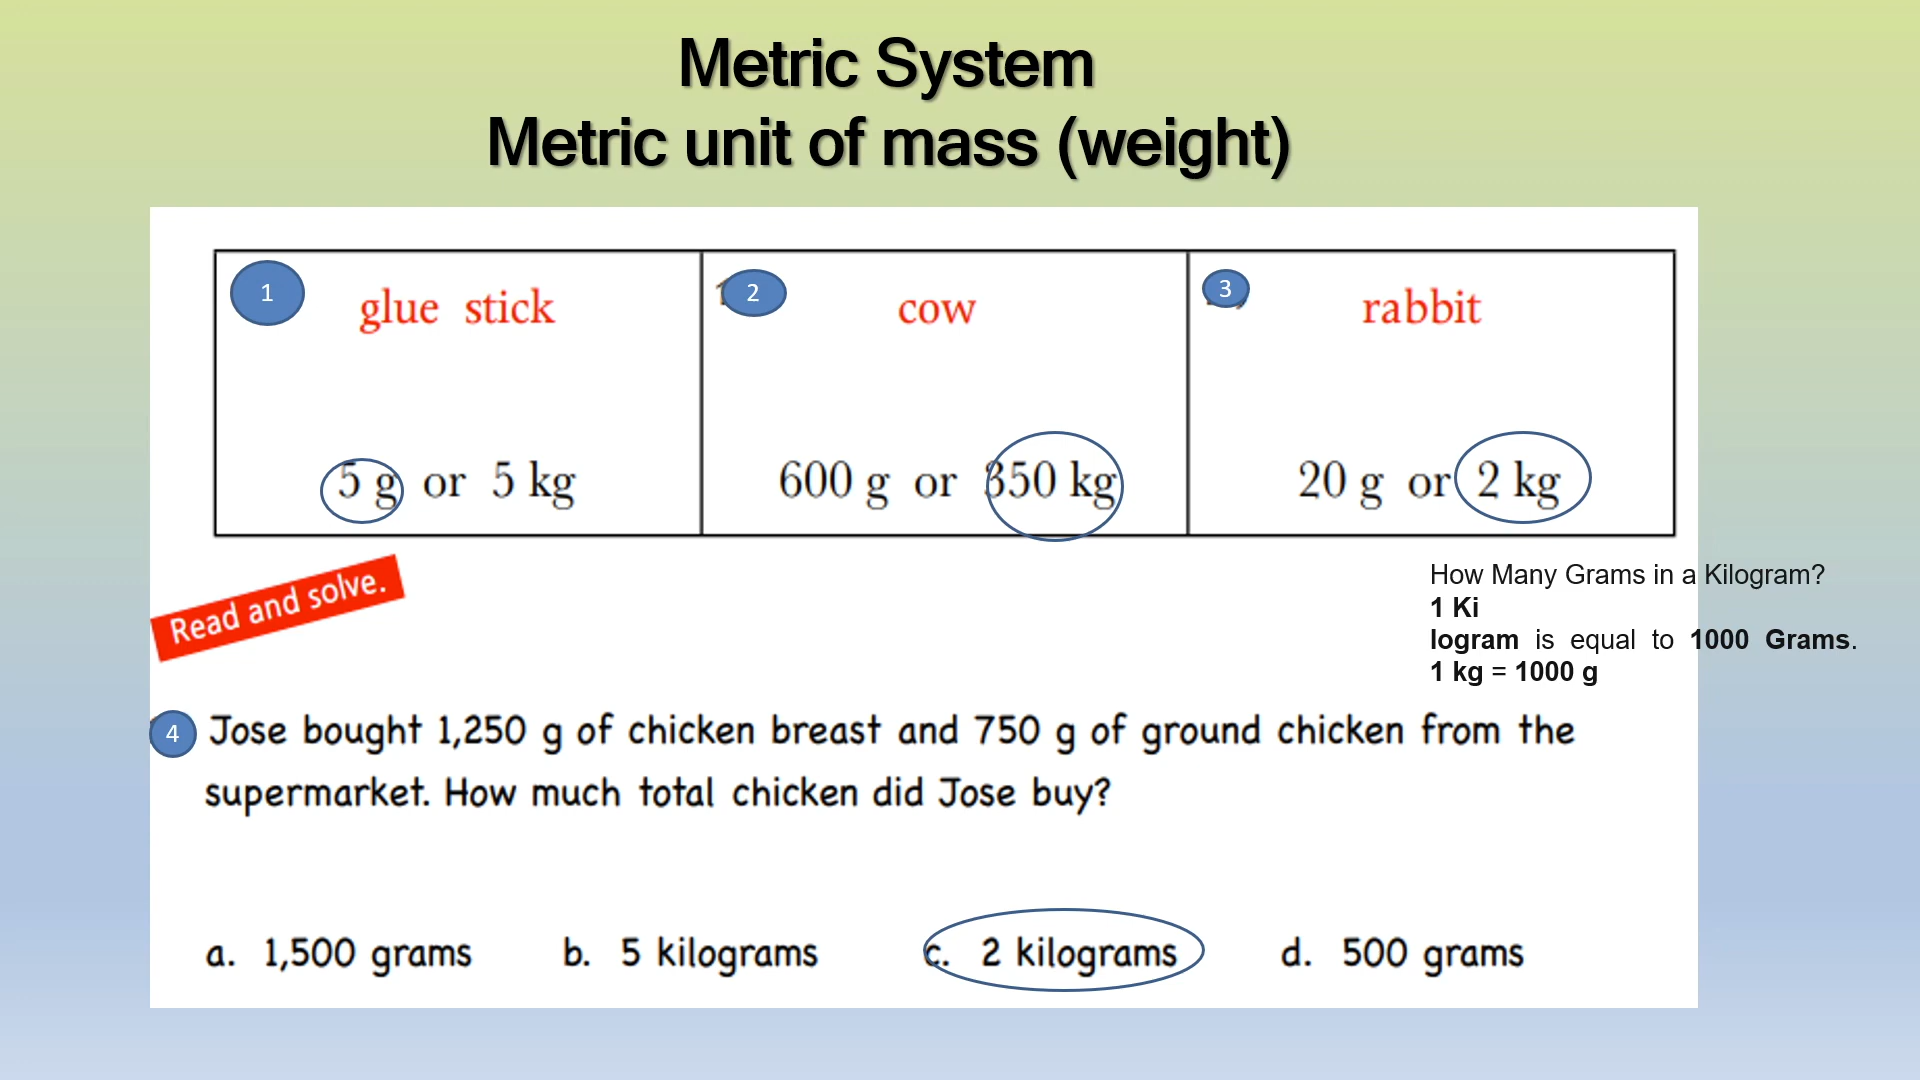 Metric System
Metric unit of mass (weight)
1 glue stick
2 cow
3 rabbit
5 g or 5 kg
600 g or 350 kg
20 g or 2 kg
Read and solve.
How Many Grams in a Kilogram?
1 Ki
logram is equal to 1000 Grams.
1 kg = 1000 g
4 Jose bought 1,250 g of chicken breast and 750 g of ground chicken from the
supermarket. How much total chicken did Jose buy?
a. 1,500 grams b. 5 kilograms c. 2 kilograms d. 500 grams